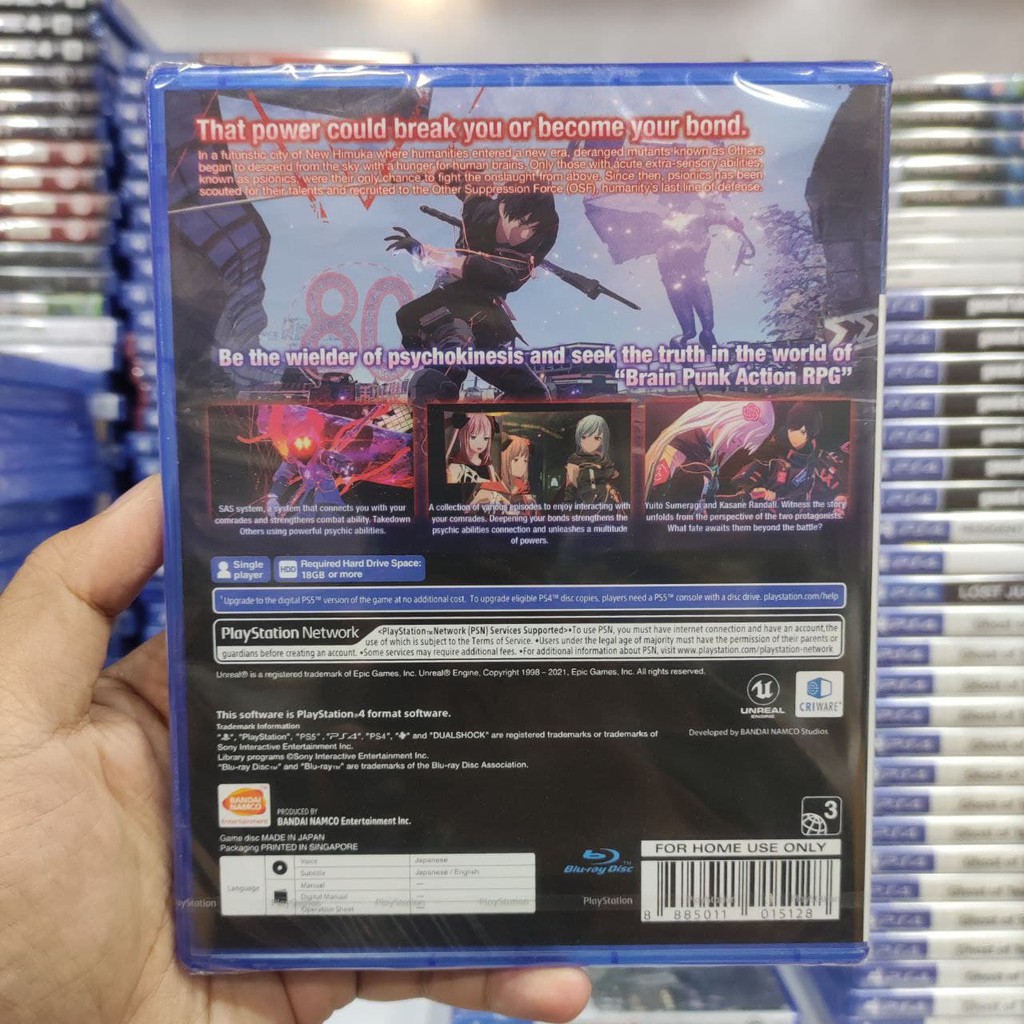 That power could break you or become your bond.
In a futuristic city of New Himuka where humanities entered a new era, deranged mutants known as Others
began to descend from the sky with a hunger for human brains. Only those with acute extra-sensory abilities,
known as psionics, were their only chance to fight the onslaught from above. Since then, psionics has been
scouted for their talents and recruited to the Other Suppression Force (OSF), humanity's last line of defense.
80
Be the wielder of psychokinesis and seek the truth in the world of
"Brain Punk Action RPG"
SAS system, a system that connects you with your
comrades and strengthens combat ability. Takedown
Others using powerful psychic abilities.
A collection of various episodes to enjoy interacting with
your comrades. Deepening your bonds strengthens the
psychic abilities connection and unleashes a multitude
of powers.
Yuito Sumeragi and Kasane Randall. Witness the story
unfolds from the perspective of the two protagonists.
What fate awaits them beyond the battle?
Single
player
HDD
Required Hard Drive Space:
18GB or more
*Upgrade to the digital PS5™ version of the game at no additional cost. To upgrade eligible PS4™ disc copies, players need a PS5™ console with a disc drive. playstation.com/help
PlayStation Network
<PlayStation™Network (PSN) Services Supported>•To use PSN, you must have internet connection and have an account,the
use of which is subject to the Terms of Service. •Users under the legal age of majority must have the permission of their parents or
guardians before creating an account. •Some services may require additional fees. •For additional information about PSN, visit www.playstation.com/playstation-network
Unreal® is a registered trademark of Epic Games, Inc. Unreal® Engine, Copyright 1998 – 2021, Epic Games, Inc. All rights reserved.
UNREAL
ENGINE
CRIWARE
This software is PlayStation®4 format software.
Trademark Information
"PlayStation", "PS5", "PS4", "PS4", and "DUALSHOCK" are registered trademarks or trademarks of
Sony Interactive Entertainment Inc.
Library programs ©Sony Interactive Entertainment Inc.
"Blu-ray Disc™" and "Blu-ray™" are trademarks of the Blu-ray Disc Association.
Developed by BANDAI NAMCO Studios
BANDAI
NAMCO
Entertainment
PRODUCED BY
BANDAI NAMCO Entertainment Inc.
3
Game disc MADE IN JAPAN
Packaging PRINTED IN SINGAPORE
Language
Voice Japanese
Subtitle Japanese / English
Manual —
Digital Manual —
Operation Sheet —
Blu-ray Disc™
FOR HOME USE ONLY
PlayStation PlayStation PlayStation PlayStation
8 885011 015128
PS4
LOST JU